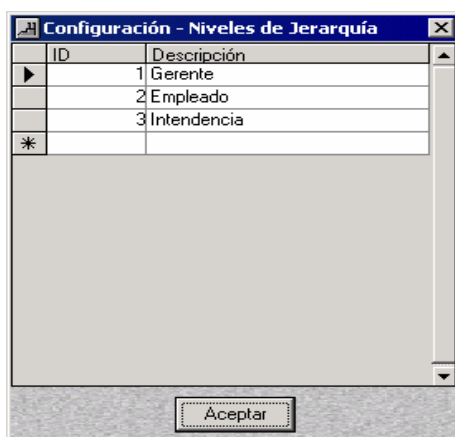 Configuración - Niveles de Jerarquía
ID Descripción
1 Gerente
2 Empleado
3 Intendencia
Aceptar